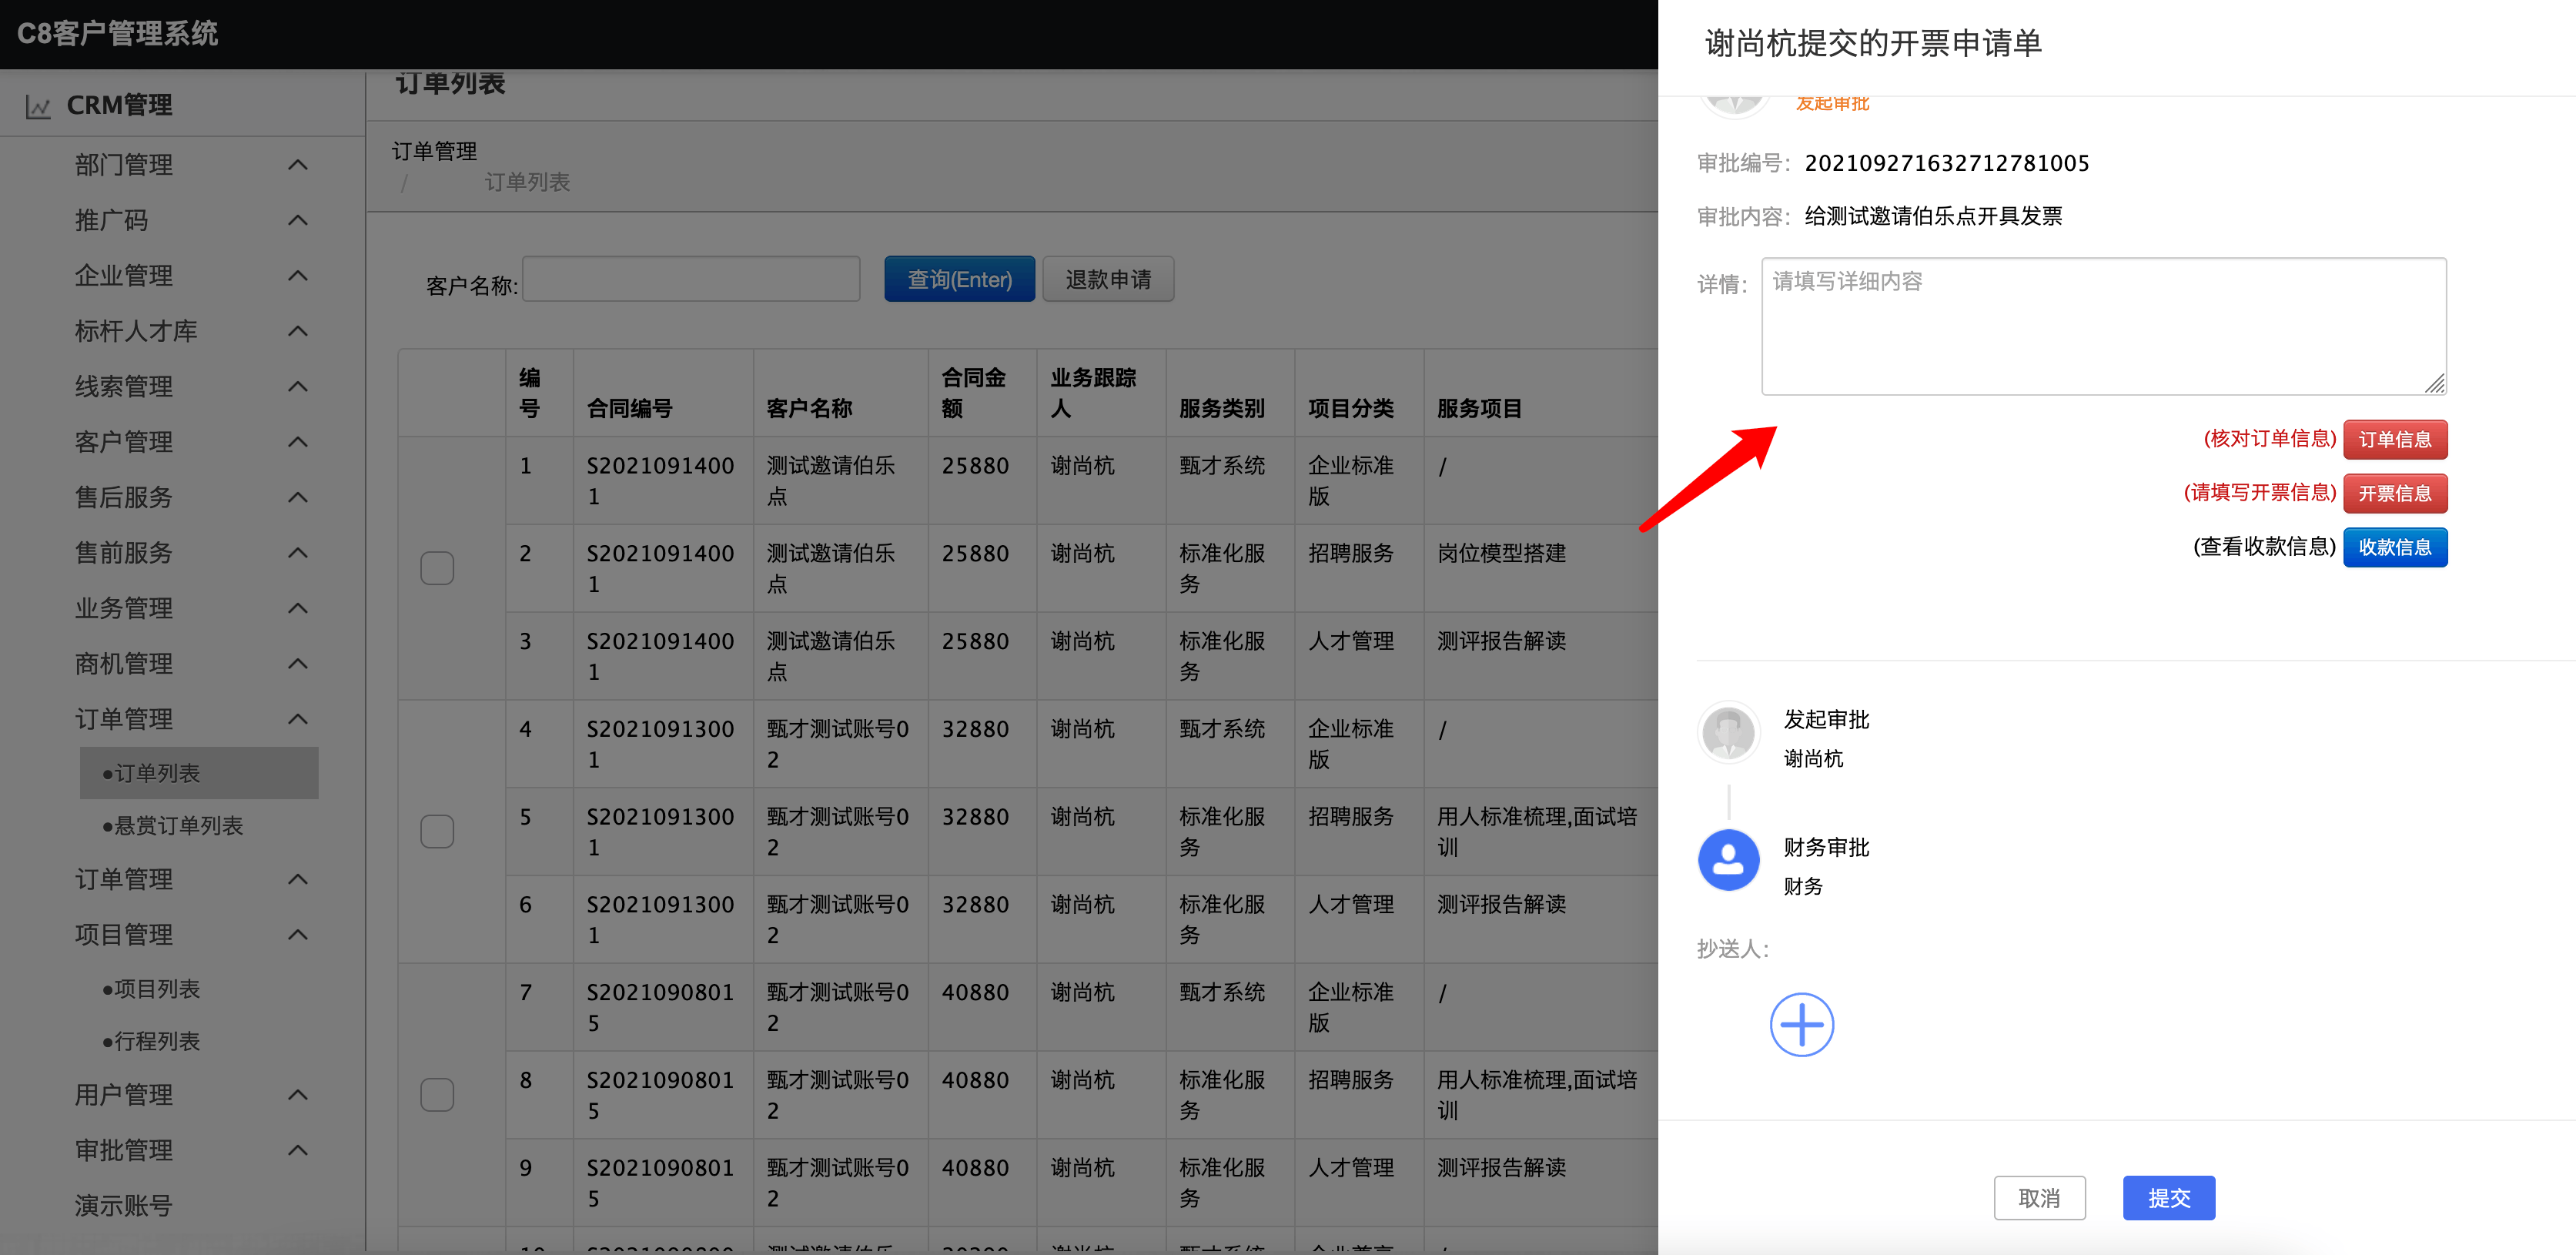 C8客户管理系统
CRM管理
部门管理
推广码
企业管理
标杆人才库
线索管理
客户管理
售后服务
售前服务
业务管理
商机管理
订单管理
●订单列表
●悬赏订单列表
订单管理
项目管理
●项目列表
●行程列表
用户管理
审批管理
演示账号
订单列表
订单管理
/ 订单列表
客户名称: 查询(Enter) 退款申请
编号 合同编号 客户名称 合同金额 业务跟踪人 服务类别 项目分类 服务项目
1 S20210914001 测试邀请伯乐点 25880 谢尚杭 甄才系统 企业标准版 /
2 S20210914001 测试邀请伯乐点 25880 谢尚杭 标准化服务 招聘服务 岗位模型搭建
3 S20210914001 测试邀请伯乐点 25880 谢尚杭 标准化服务 人才管理 测评报告解读
4 S20210913001 甄才测试账号02 32880 谢尚杭 甄才系统 企业标准版 /
5 S20210913001 甄才测试账号02 32880 谢尚杭 标准化服务 招聘服务 用人标准梳理,面试培训
6 S20210913001 甄才测试账号02 32880 谢尚杭 标准化服务 人才管理 测评报告解读
7 S20210908015 甄才测试账号02 40880 谢尚杭 甄才系统 企业标准版 /
8 S20210908015 甄才测试账号02 40880 谢尚杭 标准化服务 招聘服务 用人标准梳理,面试培训
9 S20210908015 甄才测试账号02 40880 谢尚杭 标准化服务 人才管理 测评报告解读
谢尚杭提交的开票申请单
发起审批
审批编号: 202109271632712781005
审批内容: 给测试邀请伯乐点开具发票
详情: 请填写详细内容
(核对订单信息) 订单信息
(请填写开票信息) 开票信息
(查看收款信息) 收款信息
发起审批
谢尚杭
财务审批
财务
抄送人:
取消 提交